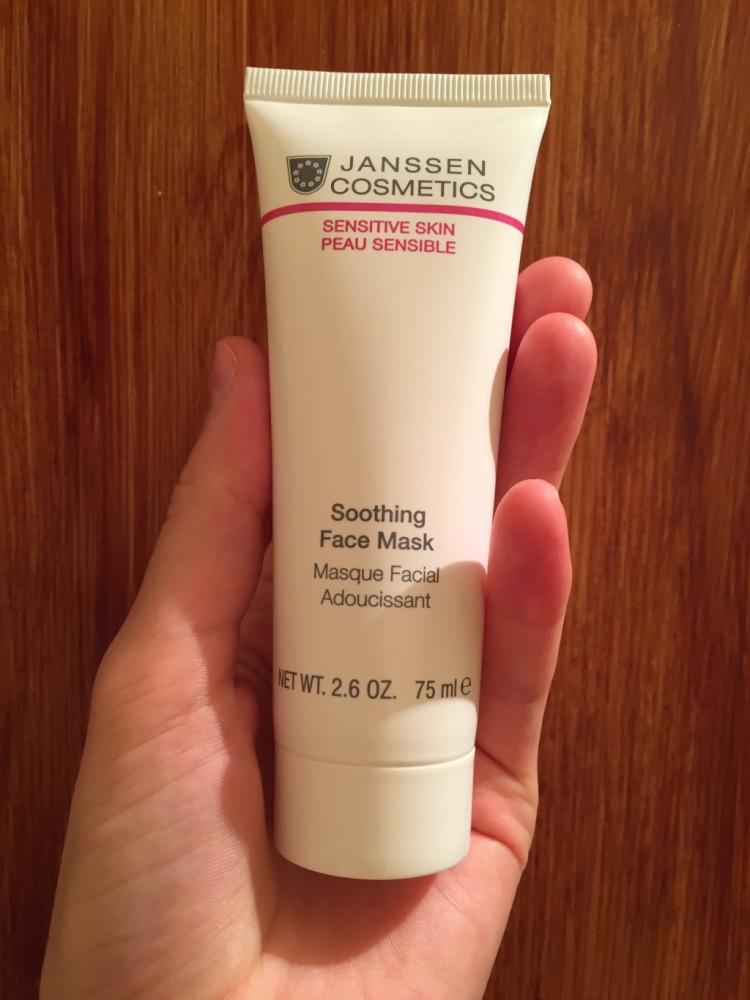 JANSSEN
COSMETICS
SENSITIVE SKIN
PEAU SENSIBLE
Soothing
Face Mask
Masque Facial
Adoucissant
NET WT. 2.6 OZ. 75 ml ℮